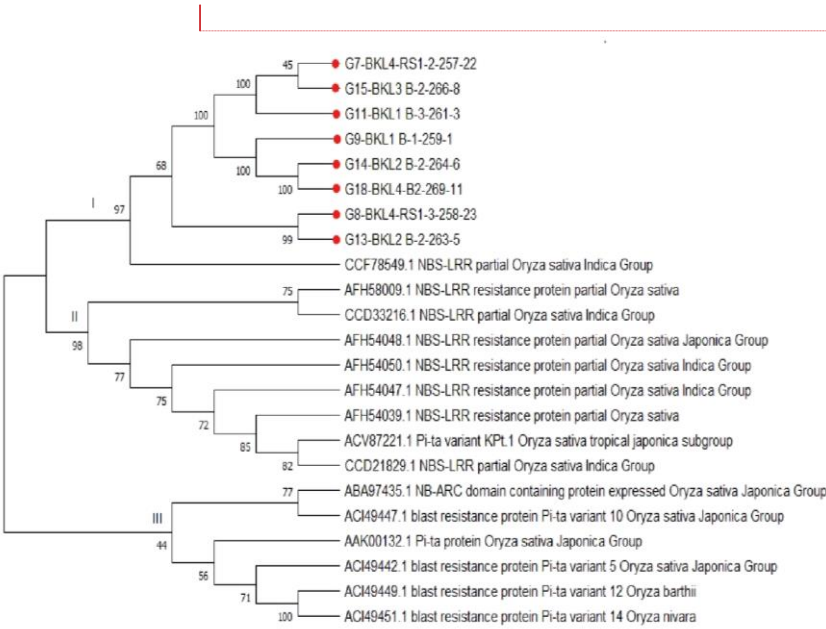 45
G7-BKL4-RS1-2-257-22
100
G15-BKL3 B-2-266-8
100
G11-BKL1 B-3-261-3
G9-BKL1 B-1-259-1
68
100
G14-BKL2 B-2-264-6
100
G18-BKL4-B2-269-11
I
97
G8-BKL4-RS1-3-258-23
99
G13-BKL2 B-2-263-5
CCF78549.1 NBS-LRR partial Oryza sativa Indica Group
75
AFH58009.1 NBS-LRR resistance protein partial Oryza sativa
II
CCD33216.1 NBS-LRR partial Oryza sativa Indica Group
98
AFH54048.1 NBS-LRR resistance protein partial Oryza sativa Japonica Group
77
AFH54050.1 NBS-LRR resistance protein partial Oryza sativa Indica Group
75
AFH54047.1 NBS-LRR resistance protein partial Oryza sativa Indica Group
72
AFH54039.1 NBS-LRR resistance protein partial Oryza sativa
85
ACV87221.1 Pi-ta variant KPt.1 Oryza sativa tropical japonica subgroup
82
CCD21829.1 NBS-LRR partial Oryza sativa Indica Group
77
ABA97435.1 NB-ARC domain containing protein expressed Oryza sativa Japonica Group
III
ACI49447.1 blast resistance protein Pi-ta variant 10 Oryza sativa Japonica Group
44
AAK00132.1 Pi-ta protein Oryza sativa Japonica Group
56
ACI49442.1 blast resistance protein Pi-ta variant 5 Oryza sativa Japonica Group
71
ACI49449.1 blast resistance protein Pi-ta variant 12 Oryza barthii
100
ACI49451.1 blast resistance protein Pi-ta variant 14 Oryza nivara